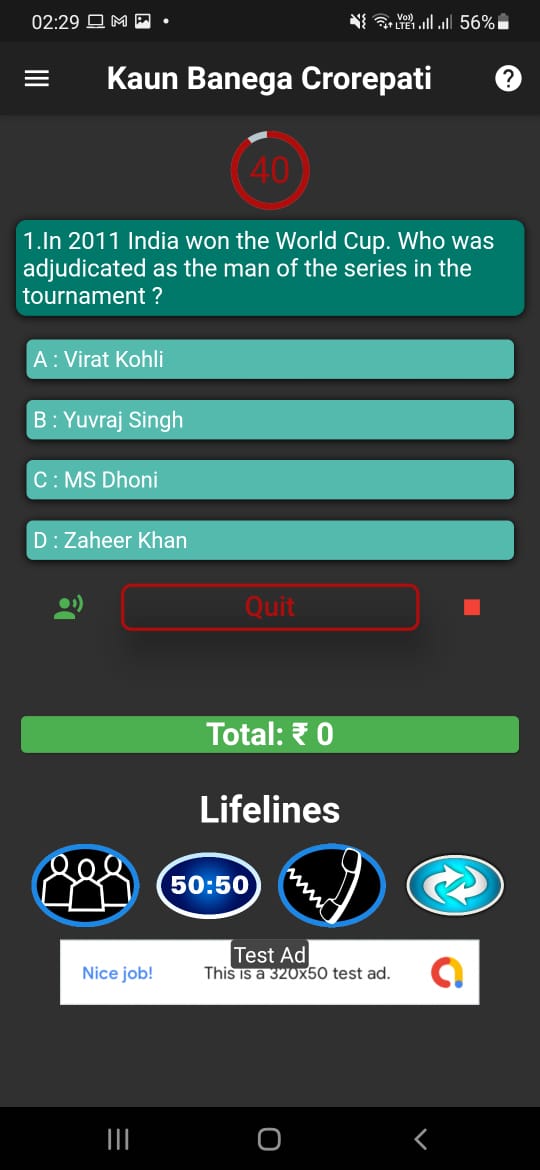 02:29 56%
Vo))
LTE1
Kaun Banega Crorepati ?
40
1.In 2011 India won the World Cup. Who was
adjudicated as the man of the series in the
tournament ?
A : Virat Kohli
B : Yuvraj Singh
C : MS Dhoni
D : Zaheer Khan
Quit
Total: ₹ 0
Lifelines
50:50
Test Ad
Nice job! This is a 320x50 test ad.